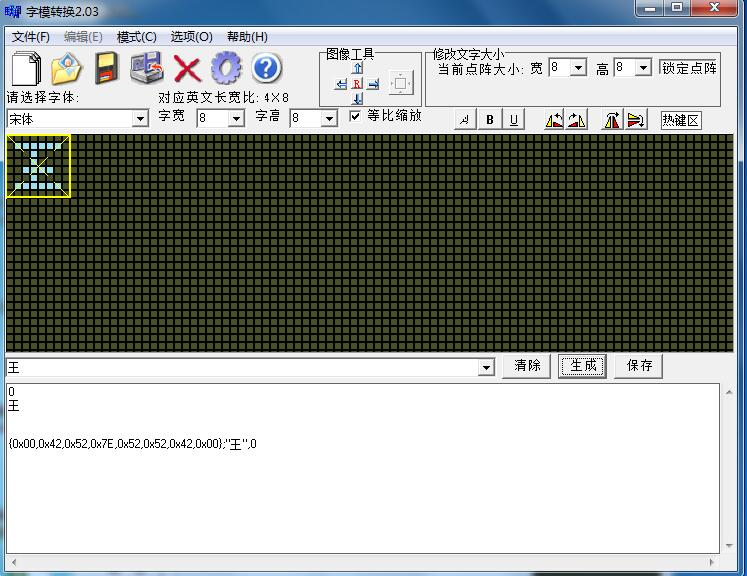 字模转换2.03
文件(F) 编辑(E) 模式(C) 选项(O) 帮助(H)
图像工具
R
修改文字大小
当前点阵大小: 宽 8 高 8 锁定点阵
请选择字体: 对应英文长宽比: 4X8
宋体 字宽 8 字高 8 等比缩放
A B U 热键区
王
王 清除 生成 保存
0
王
{0x00,0x42,0x52,0x7E,0x52,0x52,0x42,0x00};"王",0